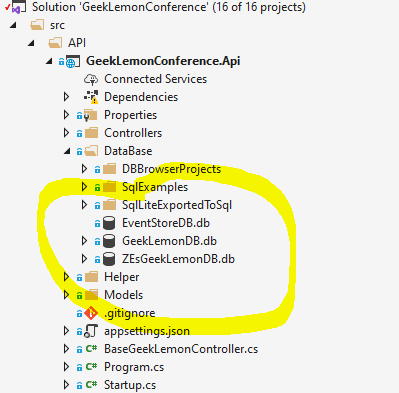 Solution 'GeekLemonConference' (16 of 16 projects)
src
API
GeekLemonConference.Api
Connected Services
Dependencies
Properties
Controllers
DataBase
DBBrowserProjects
SqlExamples
SqlLiteExportedToSql
EventStoreDB.db
GeekLemonDB.db
ZEsGeekLemonDB.db
Helper
Models
.gitignore
appsettings.json
C# BaseGeekLemonController.cs
C# Program.cs
C# Startup.cs